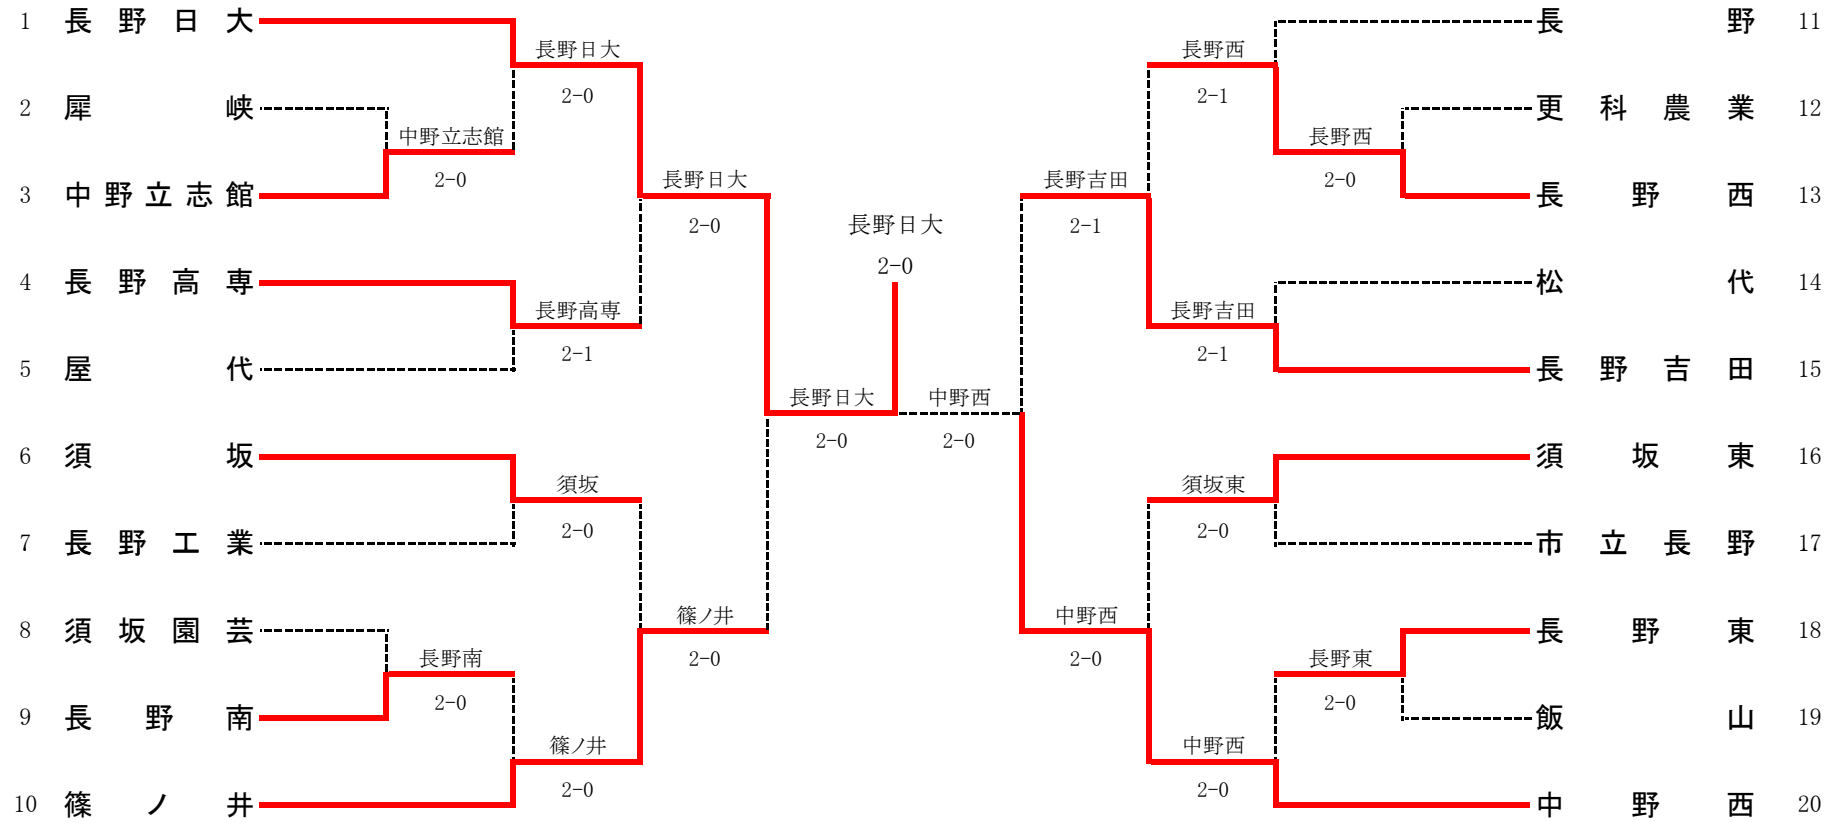 1 長野日大
長野日大
2-0
2 犀峡
中野立志館
2-0
3 中野立志館
長野日大
2-0
4 長野高専
長野高専
2-1
5 屋代
長野日大
2-0
6 須坂
須坂
2-0
7 長野工業
篠ノ井
2-0
8 須坂園芸
長野南
2-0
9 長野南
篠ノ井
2-0
10 篠ノ井
長野日大
2-0
長野 11
長野西
2-1
更科農業 12
長野西
2-0
長野西 13
長野吉田
2-1
松代 14
長野吉田
2-1
長野吉田 15
中野西
2-0
須坂東 16
須坂東
2-0
市立長野 17
中野西
2-0
長野東 18
長野東
2-0
飯山 19
中野西
2-0
中野西 20